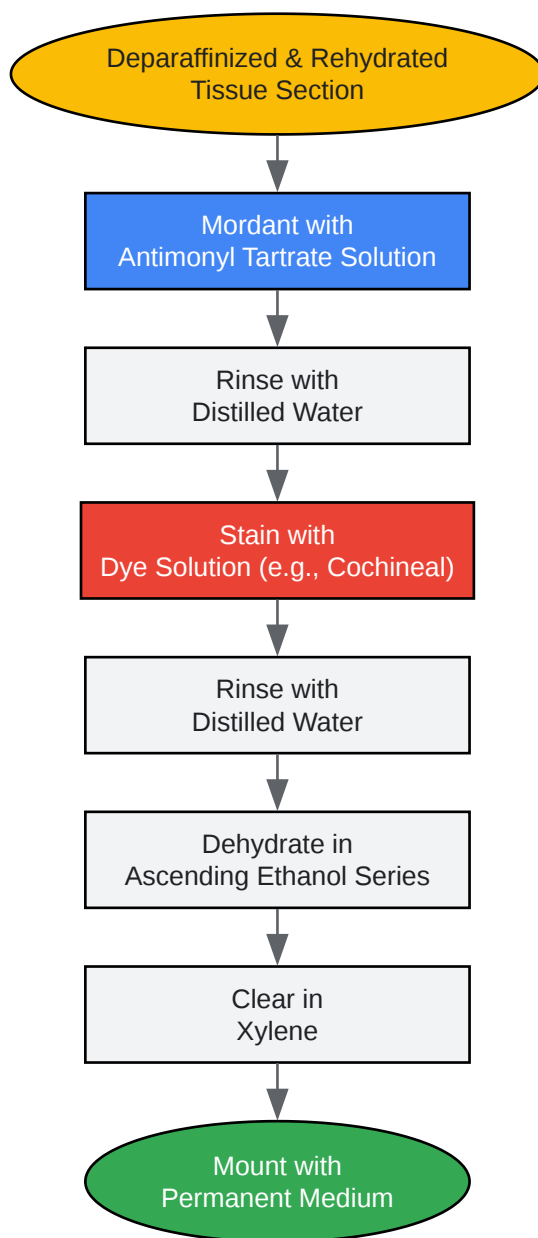 Deparaffinized & Rehydrated
Tissue Section
Mordant with
Antimonyl Tartrate Solution
Rinse with
Distilled Water
Stain with
Dye Solution (e.g., Cochineal)
Rinse with
Distilled Water
Dehydrate in
Ascending Ethanol Series
Clear in
Xylene
Mount with
Permanent Medium